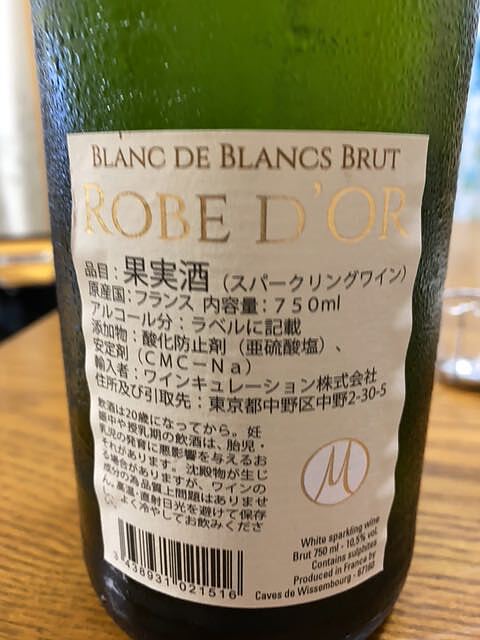 BLANC DE BLANCS BRUT
ROBE D'OR
品目：果実酒（スパークリングワイン）
原産国：フランス 内容量：７５０ml
アルコール分：ラベルに記載
添加物：酸化防止剤（亜硫酸塩）、
安定剤（ＣＭＣ－Ｎａ）
輸入者：ワインキュレーション株式会社
住所及び引取先：東京都中野区中野2-30-5
飲酒は20歳になってから。妊
娠中や授乳期の飲酒は、胎児・
乳児の発育に悪影響を与えるお
それがあります。沈殿物が生じ
る場合がありますが、ワインの
成分の為品質上問題はありませ
ん。高温・直射日光を避けて保存
し、よく冷やしてお飲みくださ
い。
M
3 438931 021516
White sparkling wine
Brut 750 ml - 10,5% vol.
Contains sulphites
Produced in France by
Caves de Wissembourg - 67160